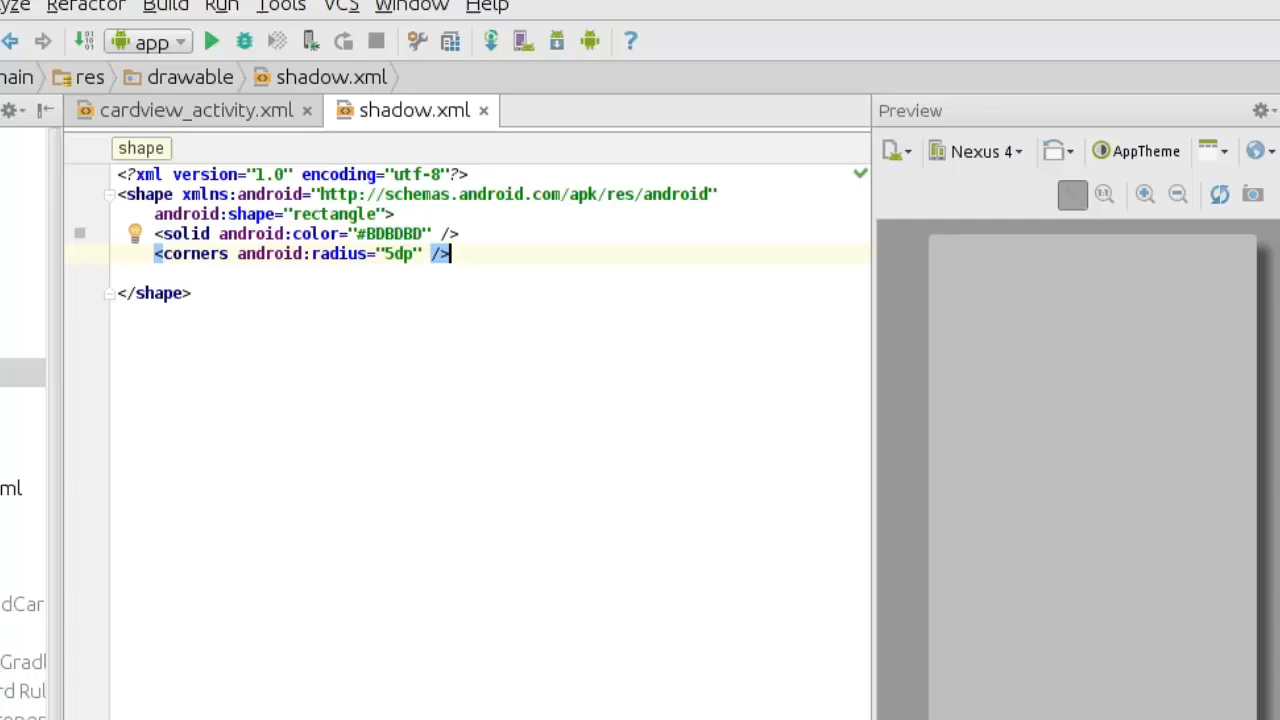 Refactor Build Run Tools VCS Window Help
app
res drawable shadow.xml
cardview_activity.xml shadow.xml Preview
shape
Nexus 4 AppTheme
<?xml version="1.0" encoding="utf-8"?>
<shape xmlns:android="http://schemas.android.com/apk/res/android"
android:shape="rectangle">
<solid android:color="#BDBDBD" />
<corners android:radius="5dp" />
</shape>
ml
dCar
Gradl
rd Rul